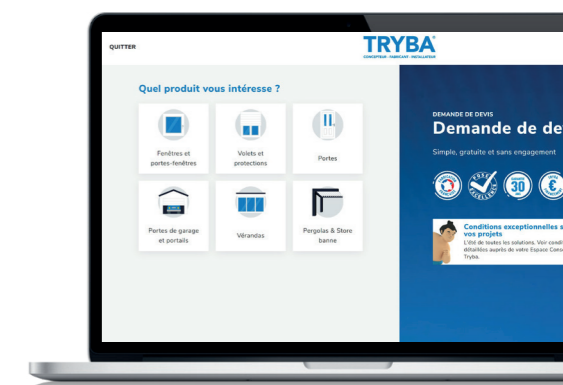 QUITTER
TRYBA
CONCEPTEUR - FABRICANT - INSTALLATEUR
Quel produit vous intéresse ?
Fenêtres et
portes-fenêtres
Volets et
protections
Portes
Portes de garage
et portails
Vérandas
Pergolas & Store
banne
DEMANDE DE DEVIS
Demande de de
Simple, gratuite et sans engagement
30
€
Conditions exceptionnelles s
vos projets
L'été de toutes les solutions. Voir condi
détaillées auprès de votre Espace Cons
Tryba.